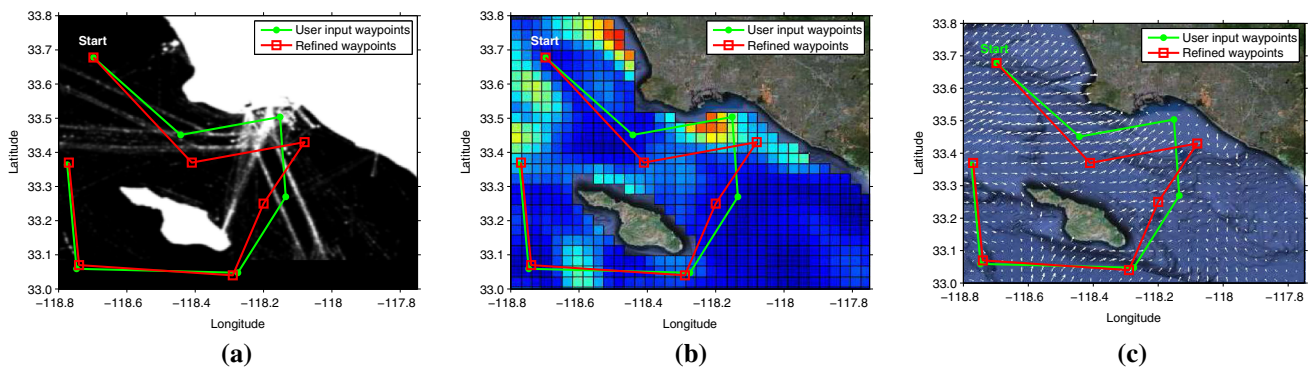 33.8
33.7
33.6
33.5
33.4
33.3
33.2
33.1
33.0
Latitude
Start
User input waypoints
Refined waypoints
−118.8 −118.6 −118.4 −118.2 −118 −117.8
Longitude
(a)
33.8
33.7
33.6
33.5
33.4
33.3
33.2
33.1
33.0
Latitude
Start
User input waypoints
Refined waypoints
−118.8 −118.6 −118.4 −118.2 −118 −117.8
Longitude
(b)
33.8
33.7
33.6
33.5
33.4
33.3
33.2
33.1
33.0
Latitude
Start
User input waypoints
Refined waypoints
−118.8 −118.6 −118.4 −118.2 −118 −117.8
Longitude
(c)